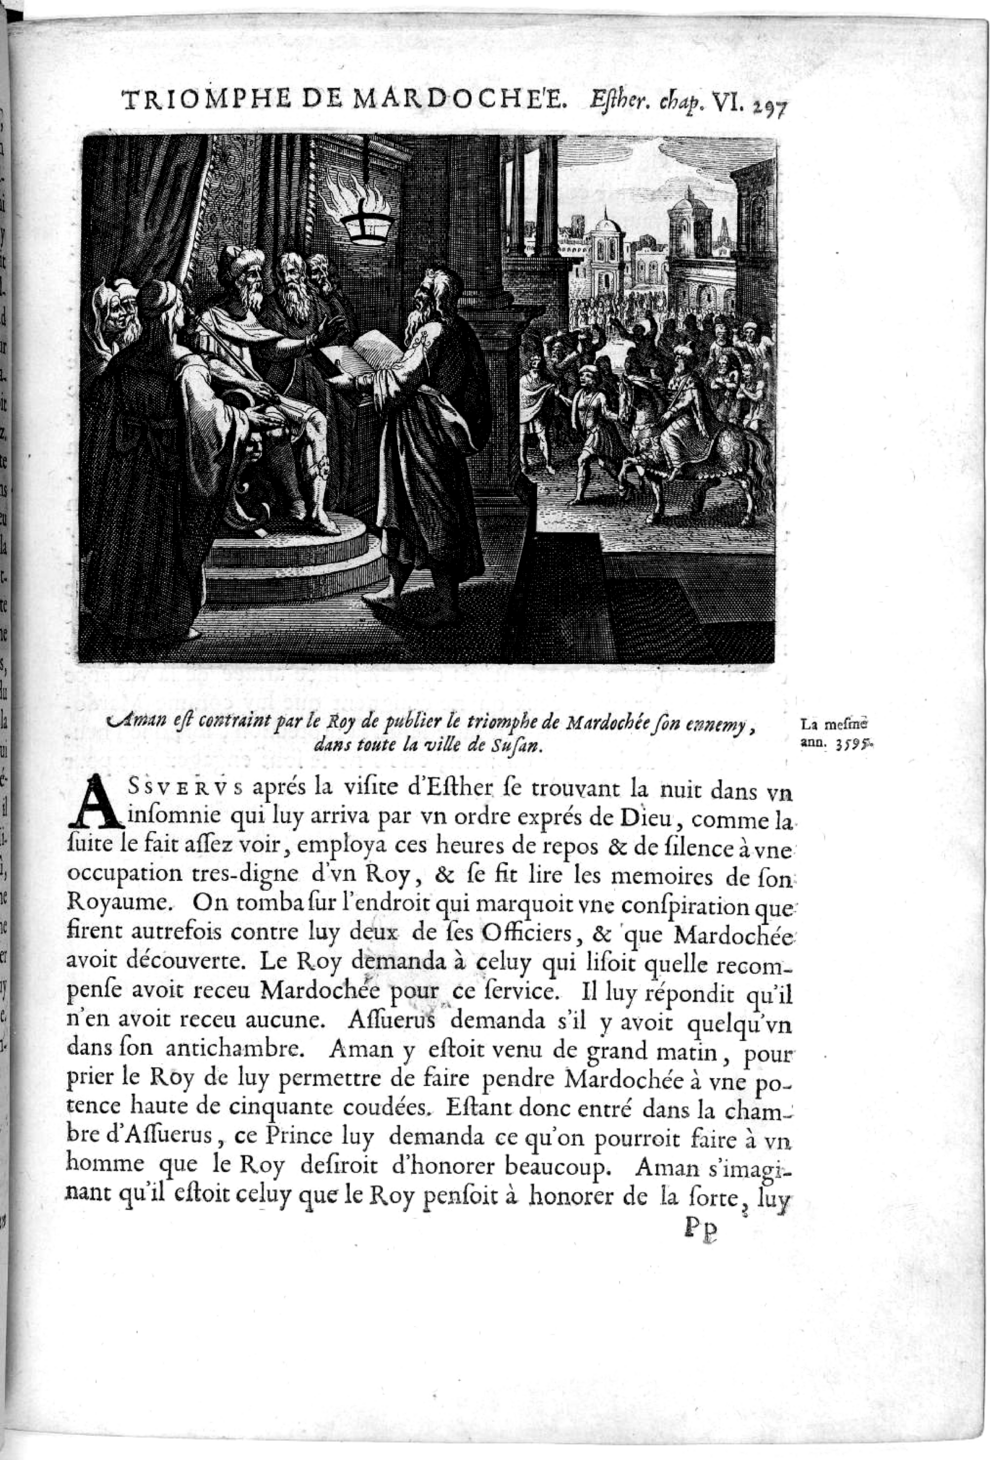 TRIOMPHE DE MARDOCHE'E. Eſther. chap. VI. 297
Aman eſt contraint par le Roy de publier le triomphe de Mardochée ſon ennemy,
dans toute la ville de Suſan.
La meſme
ann. 3595.
ASSVERVS aprés la viſite d'Eſther ſe trouvant la nuit dans vn
inſomnie qui luy arriva par vn ordre exprés de Dieu, comme la
ſuite le fait aſſez voir, employa ces heures de repos & de ſilence à vne
occupation tres-digne d'vn Roy, & ſe fit lire les memoires de ſon
Royaume. On tomba ſur l'endroit qui marquoit vne conſpiration que
firent autrefois contre luy deux de ſes Officiers, & que Mardochée
avoit découverte. Le Roy demanda à celuy qui liſoit quelle recom-
penſe avoit receu Mardochée pour ce ſervice. Il luy répondit qu'il
n'en avoit receu aucune. Aſſuerus demanda s'il y avoit quelqu'vn
dans ſon antichambre. Aman y eſtoit venu de grand matin, pour
prier le Roy de luy permettre de faire pendre Mardochée à vne po-
tence haute de cinquante coudées. Eſtant donc entré dans la cham-
bre d'Aſſuerus, ce Prince luy demanda ce qu'on pourroit faire à vn
homme que le Roy deſiroit d'honorer beaucoup. Aman s'imagi-
nant qu'il eſtoit celuy que le Roy penſoit à honorer de la ſorte, luy
Pp